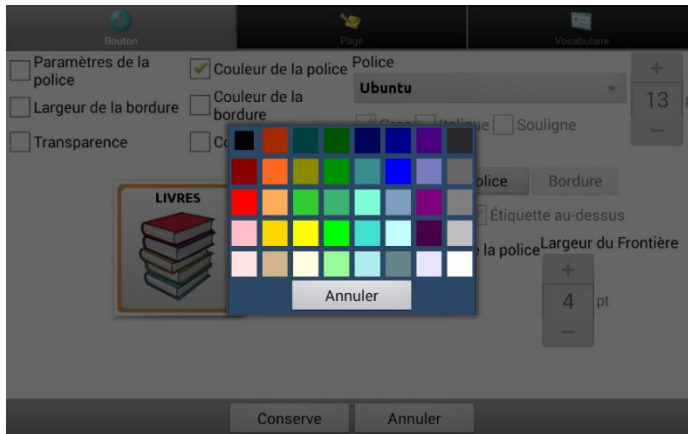 Bouton
Page
Vocabulaire
Paramètres de la
police
Couleur de la police
Largeur de la bordure
Couleur de la
bordure
Transparence
Police
Ubuntu
Gras
Italique
Souligne
13
LIVRES
Bordure
Étiquette au-dessus
la police
Largeur du Frontière
4 pt
Annuler
Conserve
Annuler